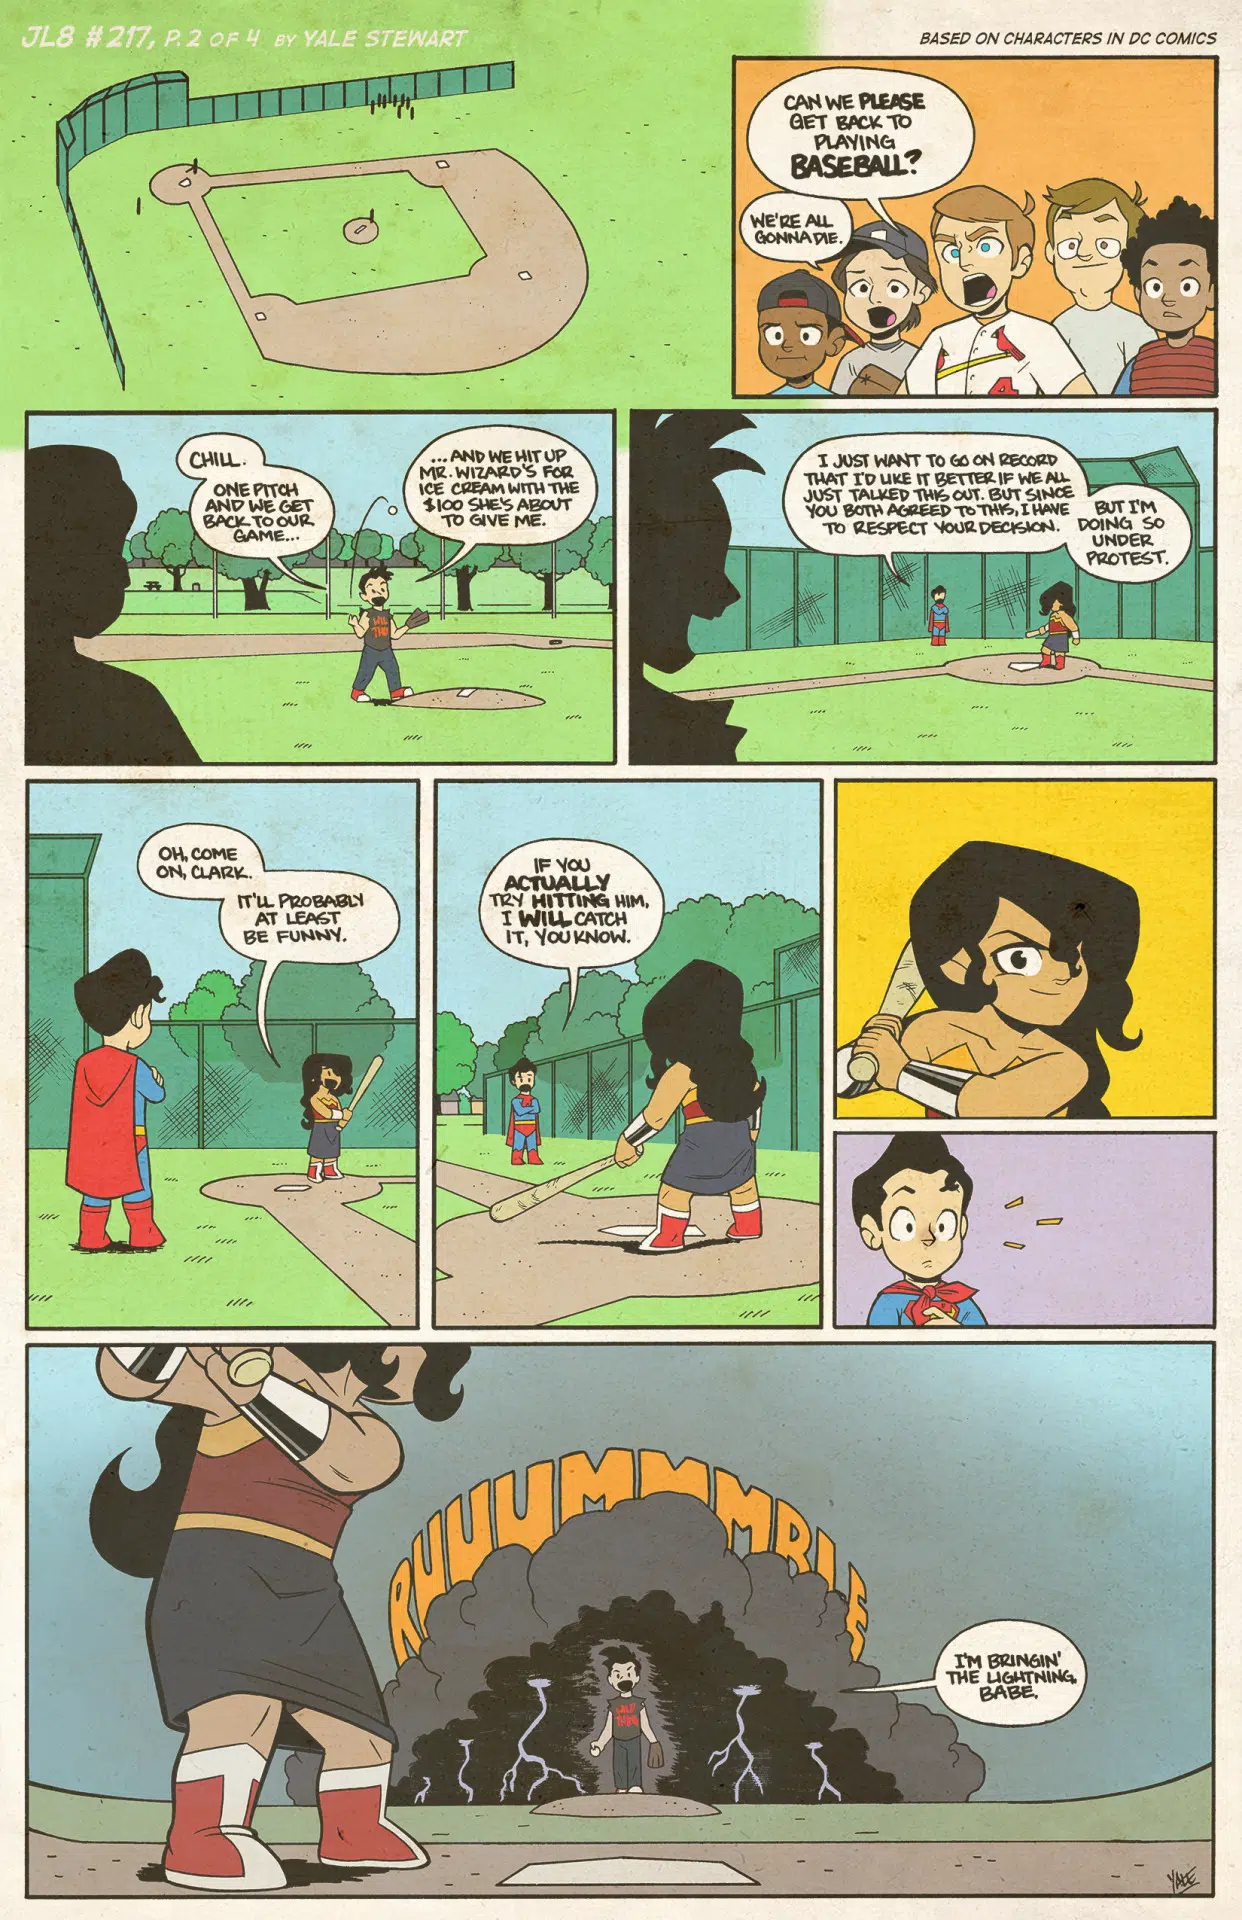 JL8 #217, P. 2 OF 4 BY YALE STEWART
BASED ON CHARACTERS IN DC COMICS
CAN WE PLEASE
GET BACK TO
PLAYING
BASEBALL?
WE'RE ALL
GONNA DIE.
4
CHILL.
ONE PITCH
AND WE GET
BACK TO OUR
GAME...
...AND WE HIT UP
MR. WIZARD'S FOR
ICE CREAM WITH THE
$100 SHE'S ABOUT
TO GIVE ME.
WILD
THING
I JUST WANT TO GO ON RECORD
THAT I'D LIKE IT BETTER IF WE ALL
JUST TALKED THIS OUT. BUT SINCE
YOU BOTH AGREED TO THIS, I HAVE
TO RESPECT YOUR DECISION.
BUT I'M
DOING SO
UNDER
PROTEST.
OH, COME
ON, CLARK.
IT'LL PROBABLY
AT LEAST
BE FUNNY.
IF YOU
ACTUALLY
TRY HITTING HIM,
I WILL CATCH
IT, YOU KNOW.
RUUUUMMMMBLE
I'M BRINGIN'
THE LIGHTNING,
BABE.
WILD
THING
YALE